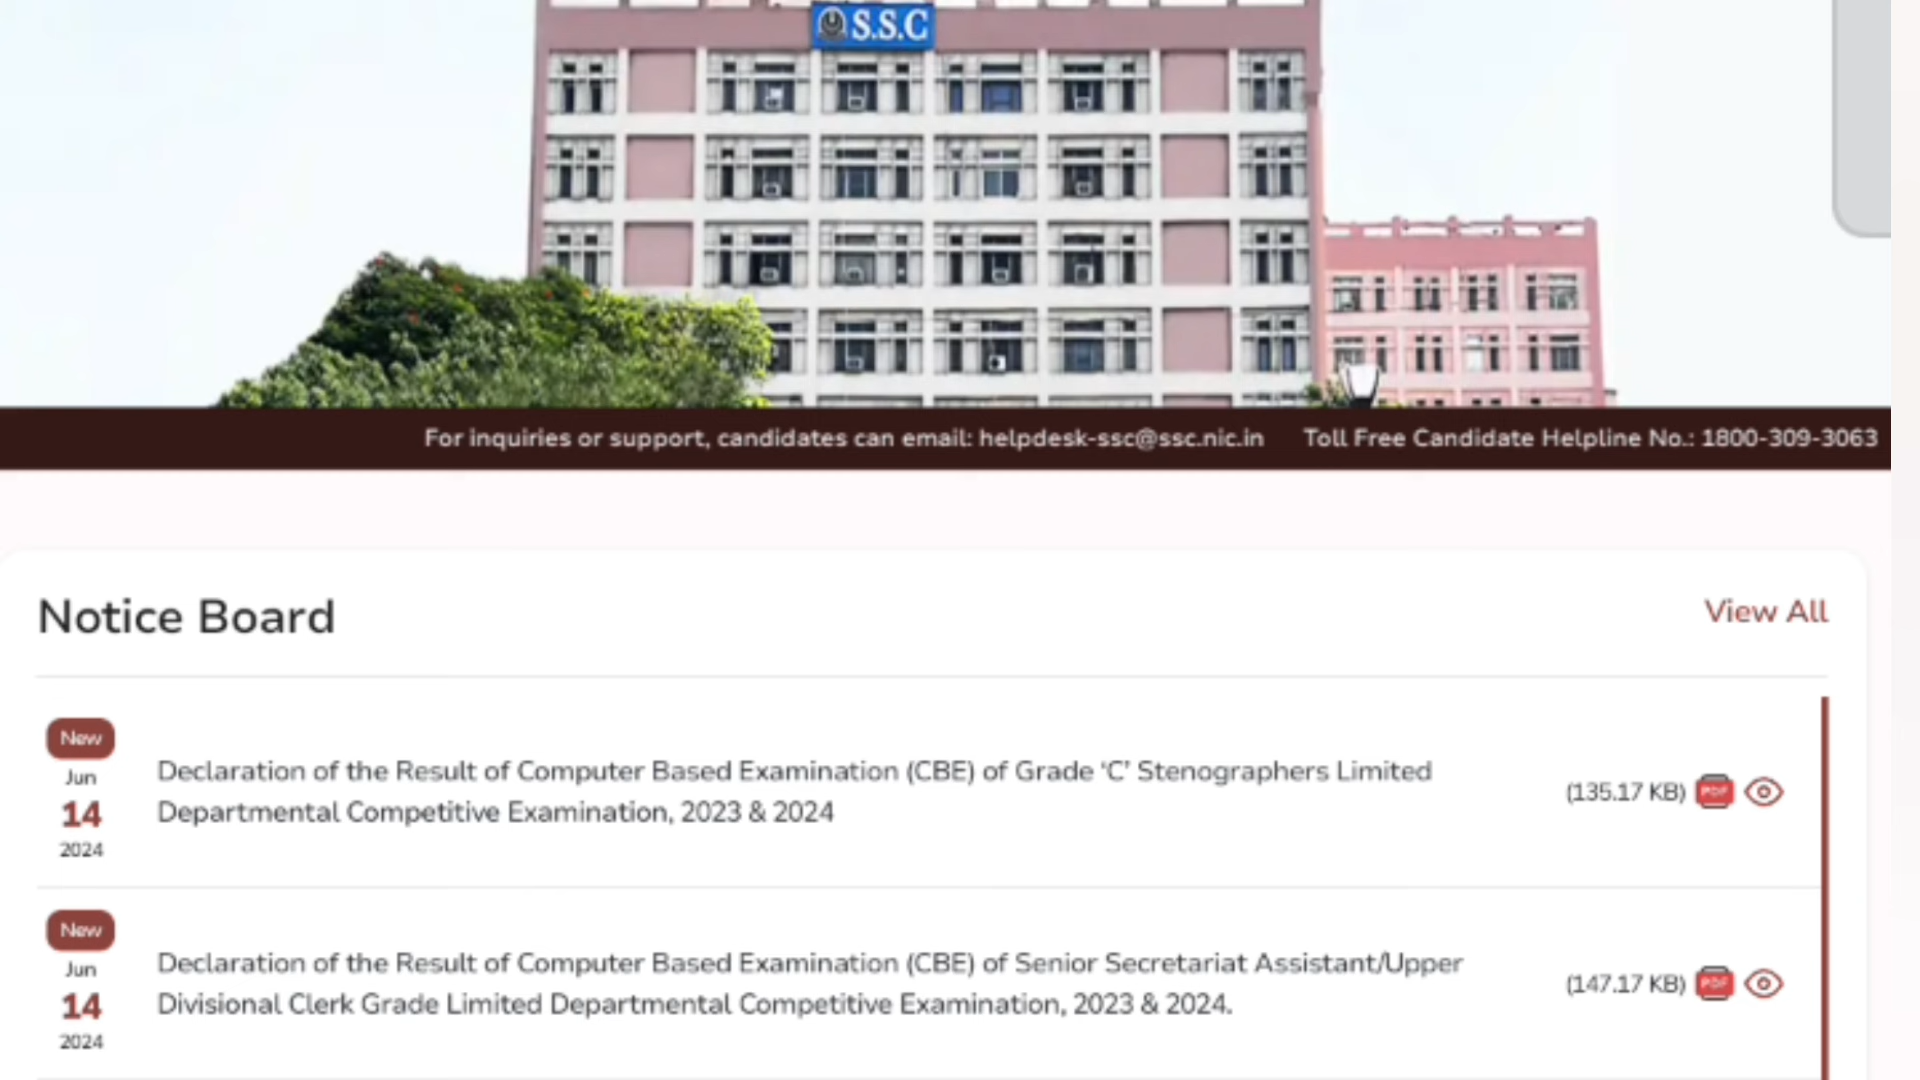 S.S.C
For inquiries or support, candidates can email: helpdesk-ssc@ssc.nic.in Toll Free Candidate Helpline No.: 1800-309-3063
Notice Board
View All
New
Jun
14
2024
Declaration of the Result of Computer Based Examination (CBE) of Grade ‘C’ Stenographers Limited
Departmental Competitive Examination, 2023 & 2024
(135.17 KB) PDF
New
Jun
14
2024
Declaration of the Result of Computer Based Examination (CBE) of Senior Secretariat Assistant/Upper
Divisional Clerk Grade Limited Departmental Competitive Examination, 2023 & 2024.
(147.17 KB) PDF